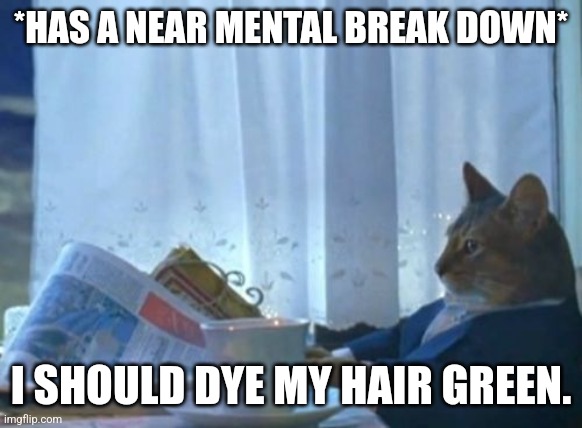 *HAS A NEAR MENTAL BREAK DOWN*
I SHOULD DYE MY HAIR GREEN.
imgflip.com